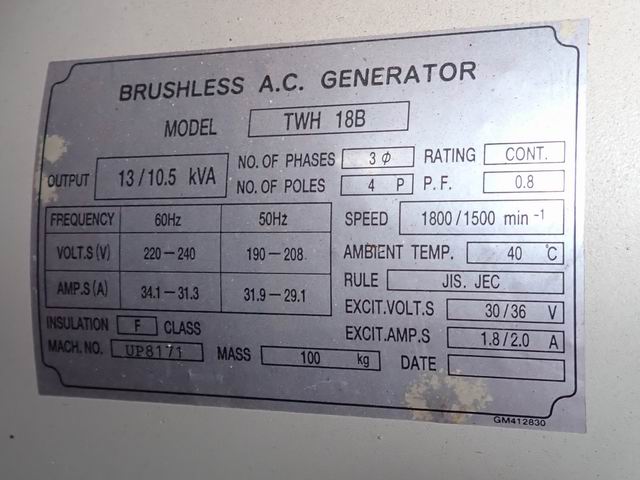 BRUSHLESS A.C. GENERATOR
MODEL TWH 18B
OUTPUT 13/10.5 kVA
NO. OF PHASES 3 Φ RATING CONT.
NO. OF POLES 4 P P.F. 0.8
FREQUENCY 60Hz 50Hz
VOLT.S (V) 220-240 190-208
AMP.S (A) 34.1-31.3 31.9-29.1
SPEED 1800/1500 min⁻¹
AMBIENT TEMP. 40 ℃
RULE JIS. JEC
EXCIT.VOLT.S 30/36 V
EXCIT.AMP.S 1.8/2.0 A
INSULATION F CLASS
MACH. NO. UP8171 MASS 100 kg DATE
GM412830